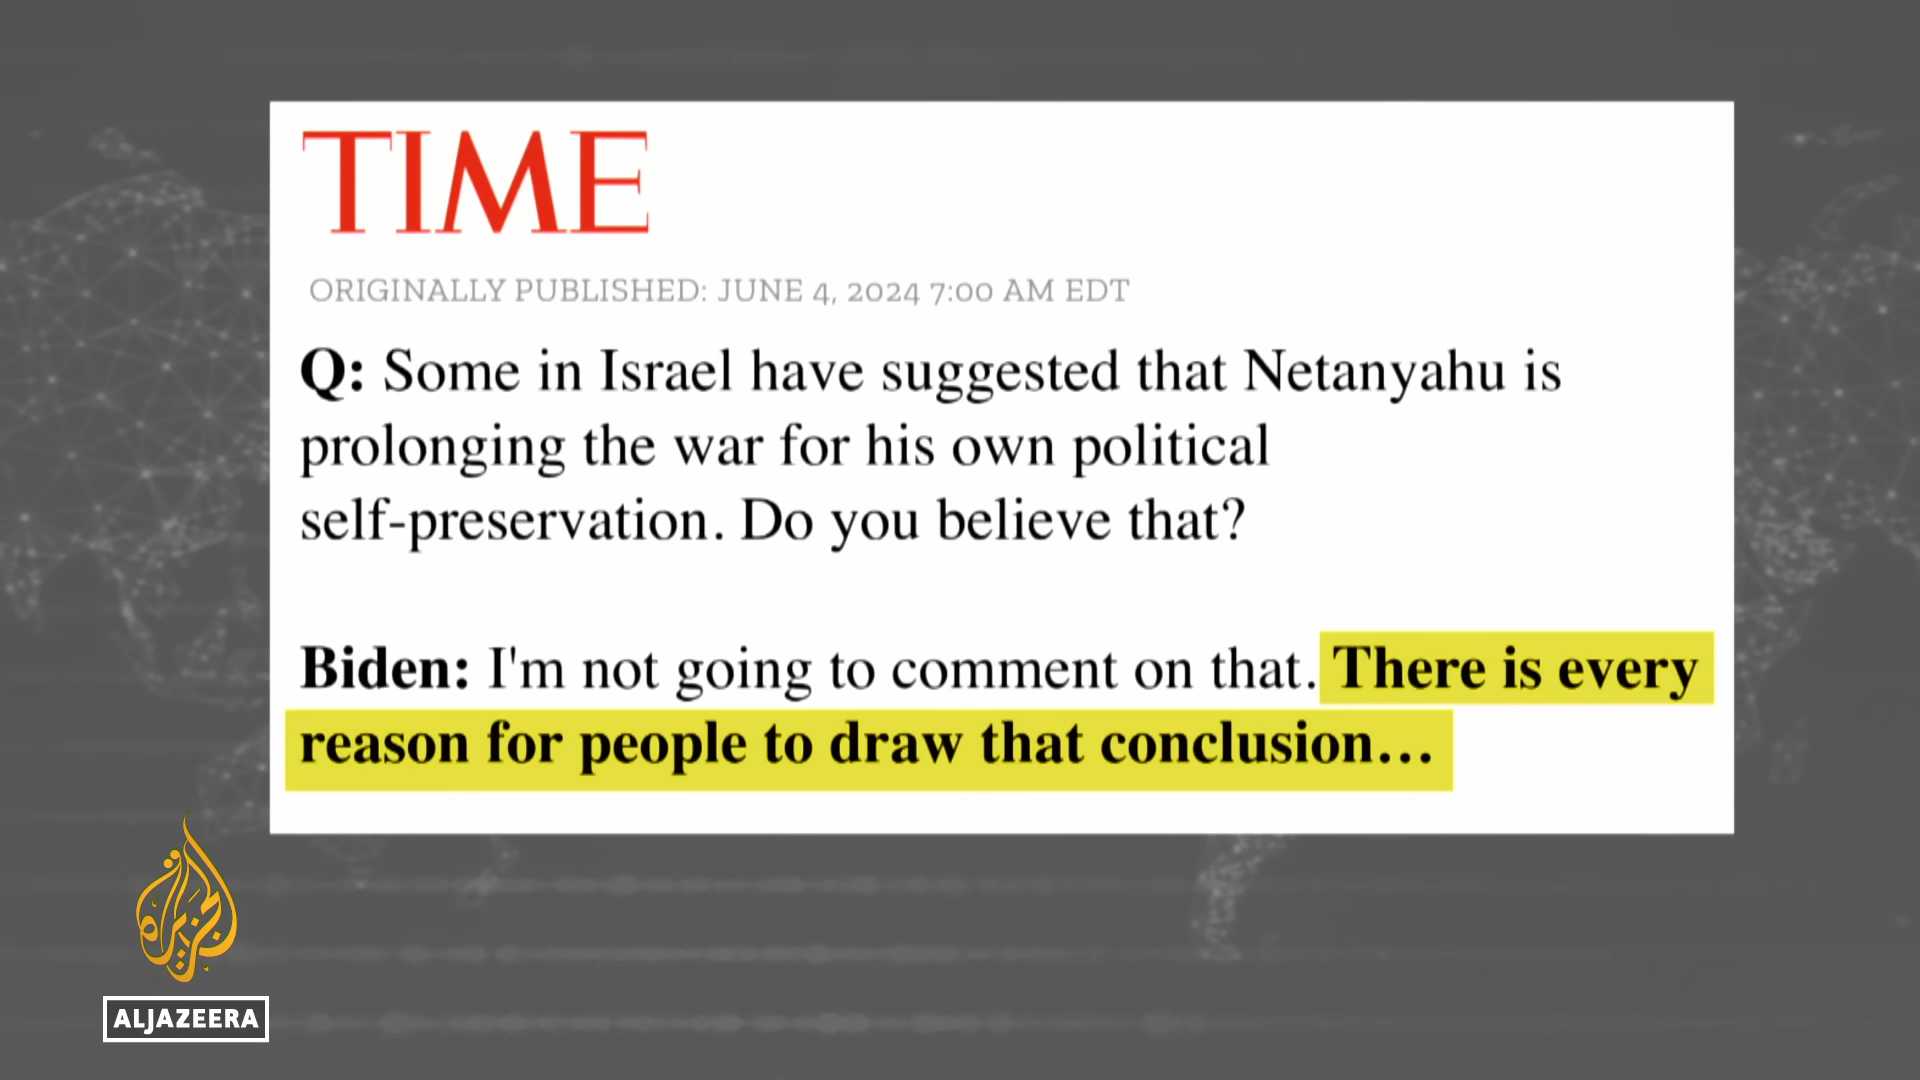 TIME
ORIGINALLY PUBLISHED: JUNE 4, 2024 7:00 AM EDT
Q: Some in Israel have suggested that Netanyahu is
prolonging the war for his own political
self-preservation. Do you believe that?
Biden: I'm not going to comment on that. There is every
reason for people to draw that conclusion...
الجزيرة
ALJAZEERA